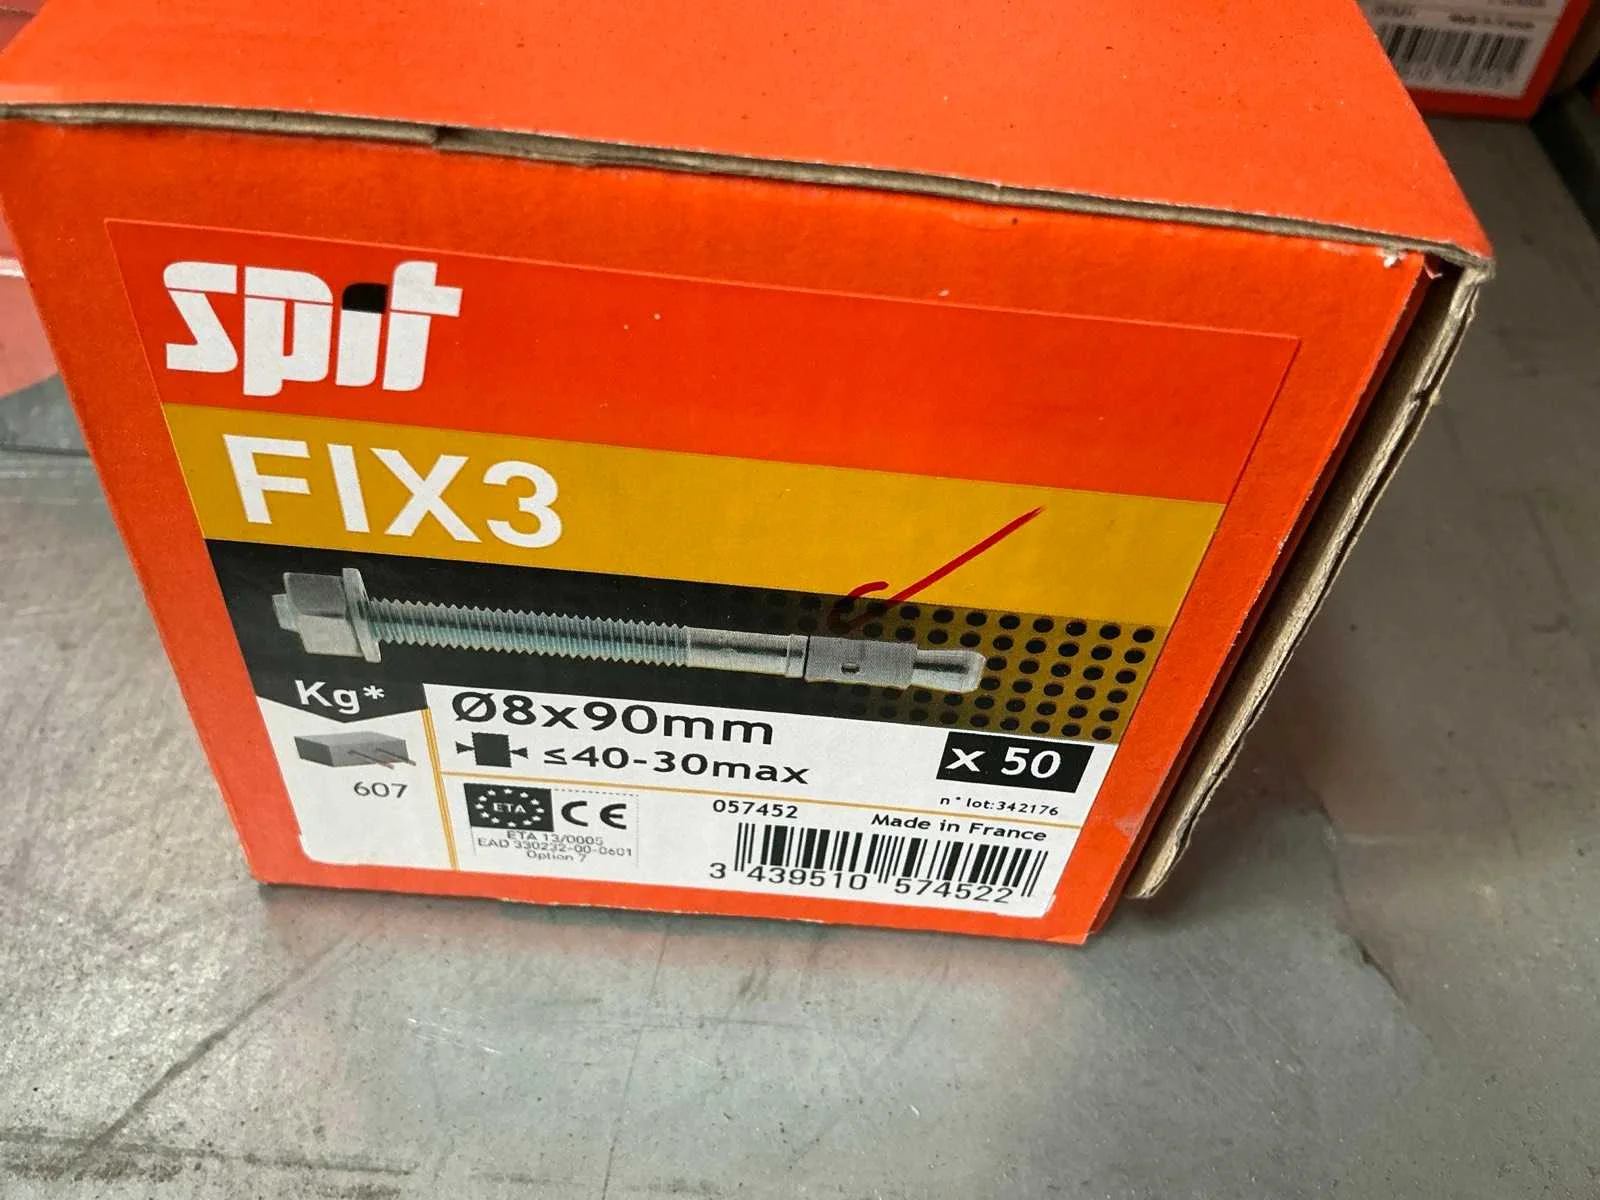 spit
FIX3
Kg*
607
Ø8x90mm
≤40-30max
x 50
n° lot:342176
ETA
CE
ETA 13/0005
EAD 330232-00-0601
Option 7
057452
Made in France
3 439510 574522